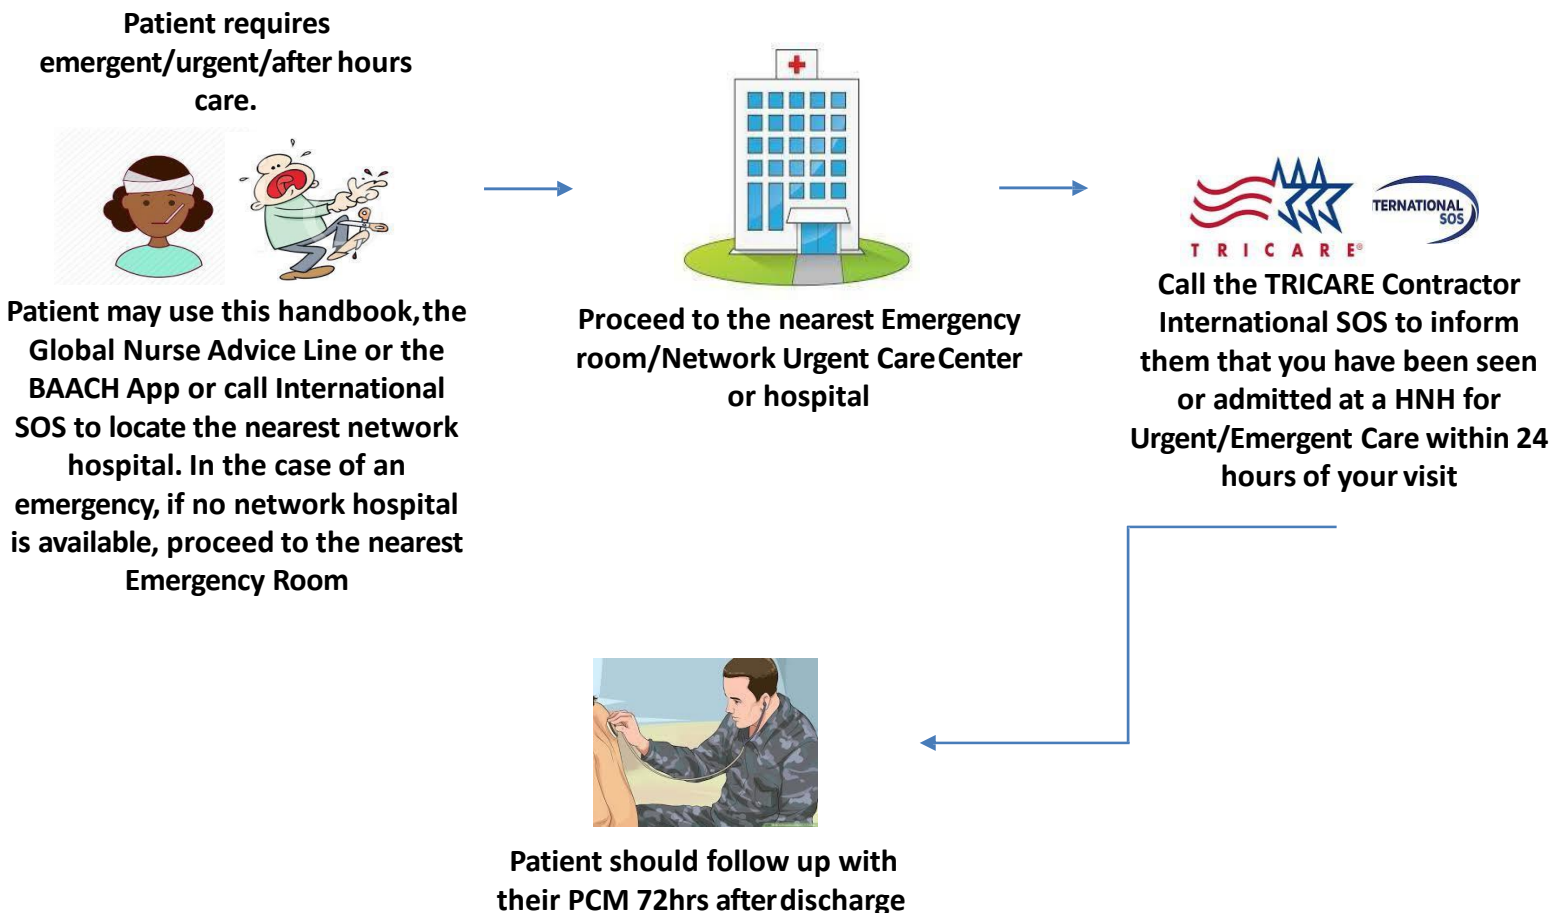 Patient requires
emergent/urgent/after hours
care.
Patient may use this handbook, the
Global Nurse Advice Line or the
BAACH App or call International
SOS to locate the nearest network
hospital. In the case of an
emergency, if no network hospital
is available, proceed to the nearest
Emergency Room
Proceed to the nearest Emergency
room/Network Urgent Care Center
or hospital
TRICARE®
TERNATIONAL
SOS
Call the TRICARE Contractor
International SOS to inform
them that you have been seen
or admitted at a HNH for
Urgent/Emergent Care within 24
hours of your visit
Patient should follow up with
their PCM 72hrs after discharge